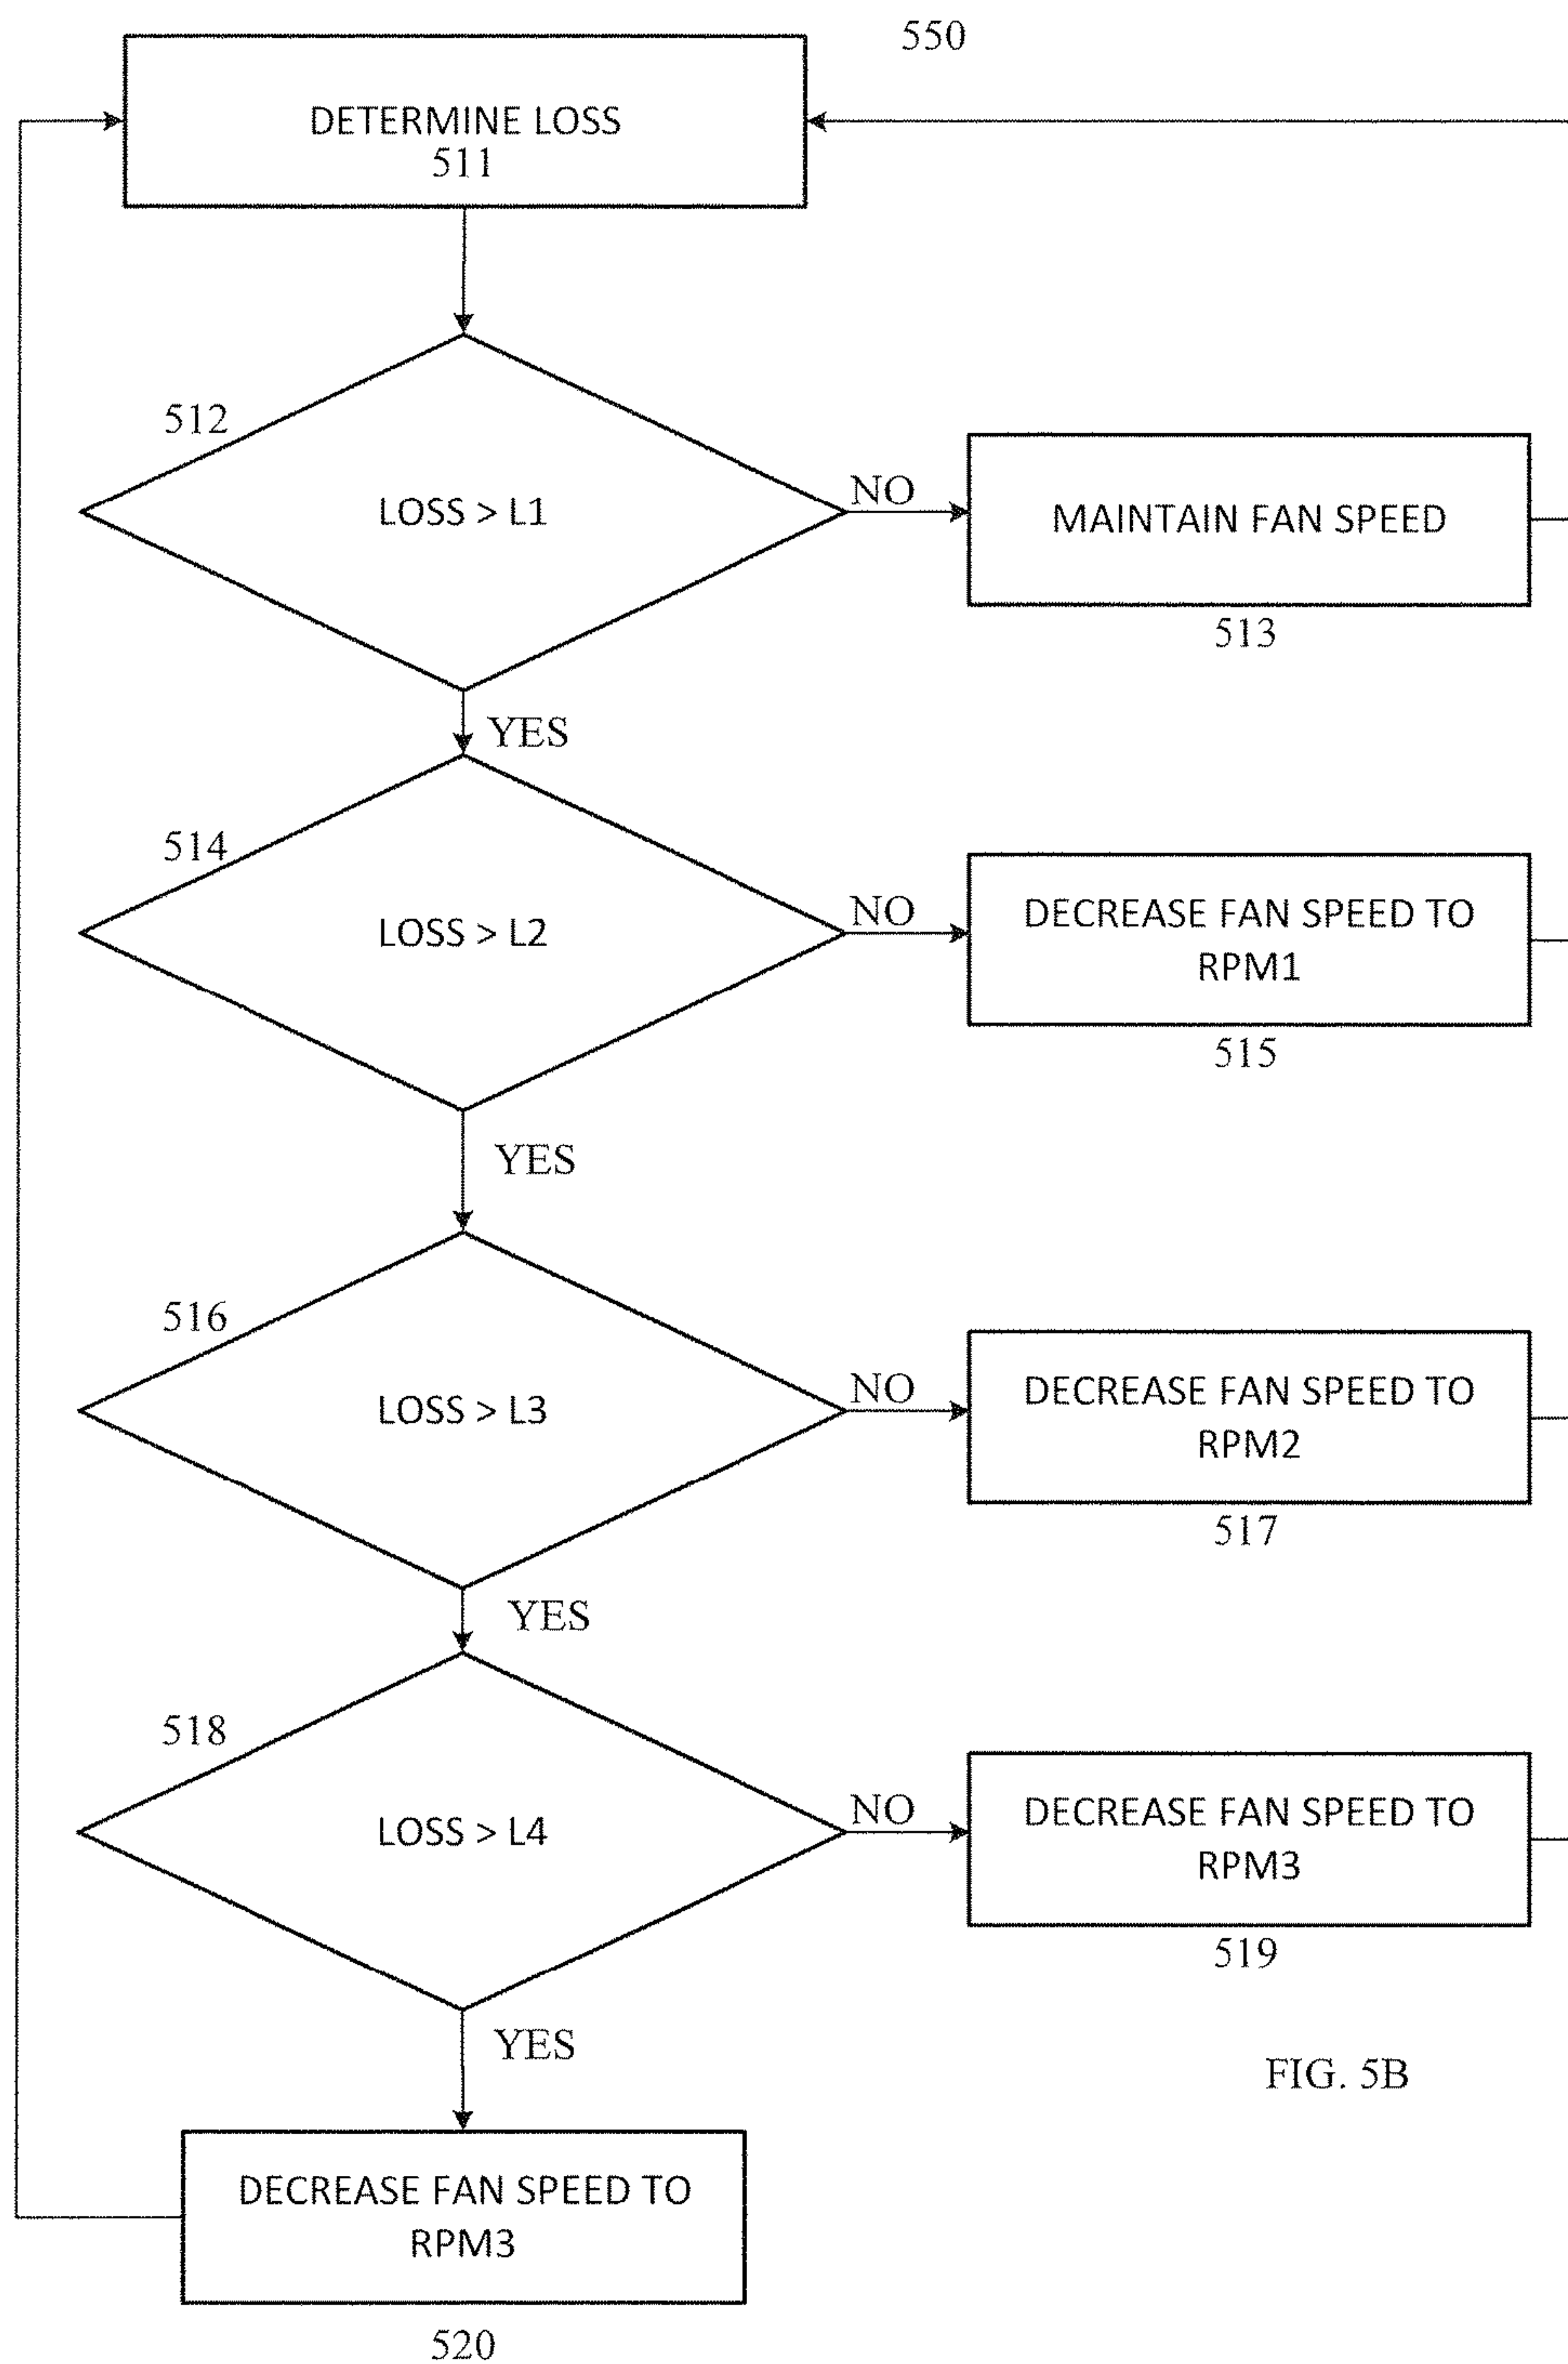 550
DETERMINE LOSS
511
512
LOSS > L1
NO
MAINTAIN FAN SPEED
513
YES
514
LOSS > L2
NO
DECREASE FAN SPEED TO
RPM1
515
YES
516
LOSS > L3
NO
DECREASE FAN SPEED TO
RPM2
517
YES
518
LOSS > L4
NO
DECREASE FAN SPEED TO
RPM3
519
YES
FIG. 5B
DECREASE FAN SPEED TO
RPM3
520